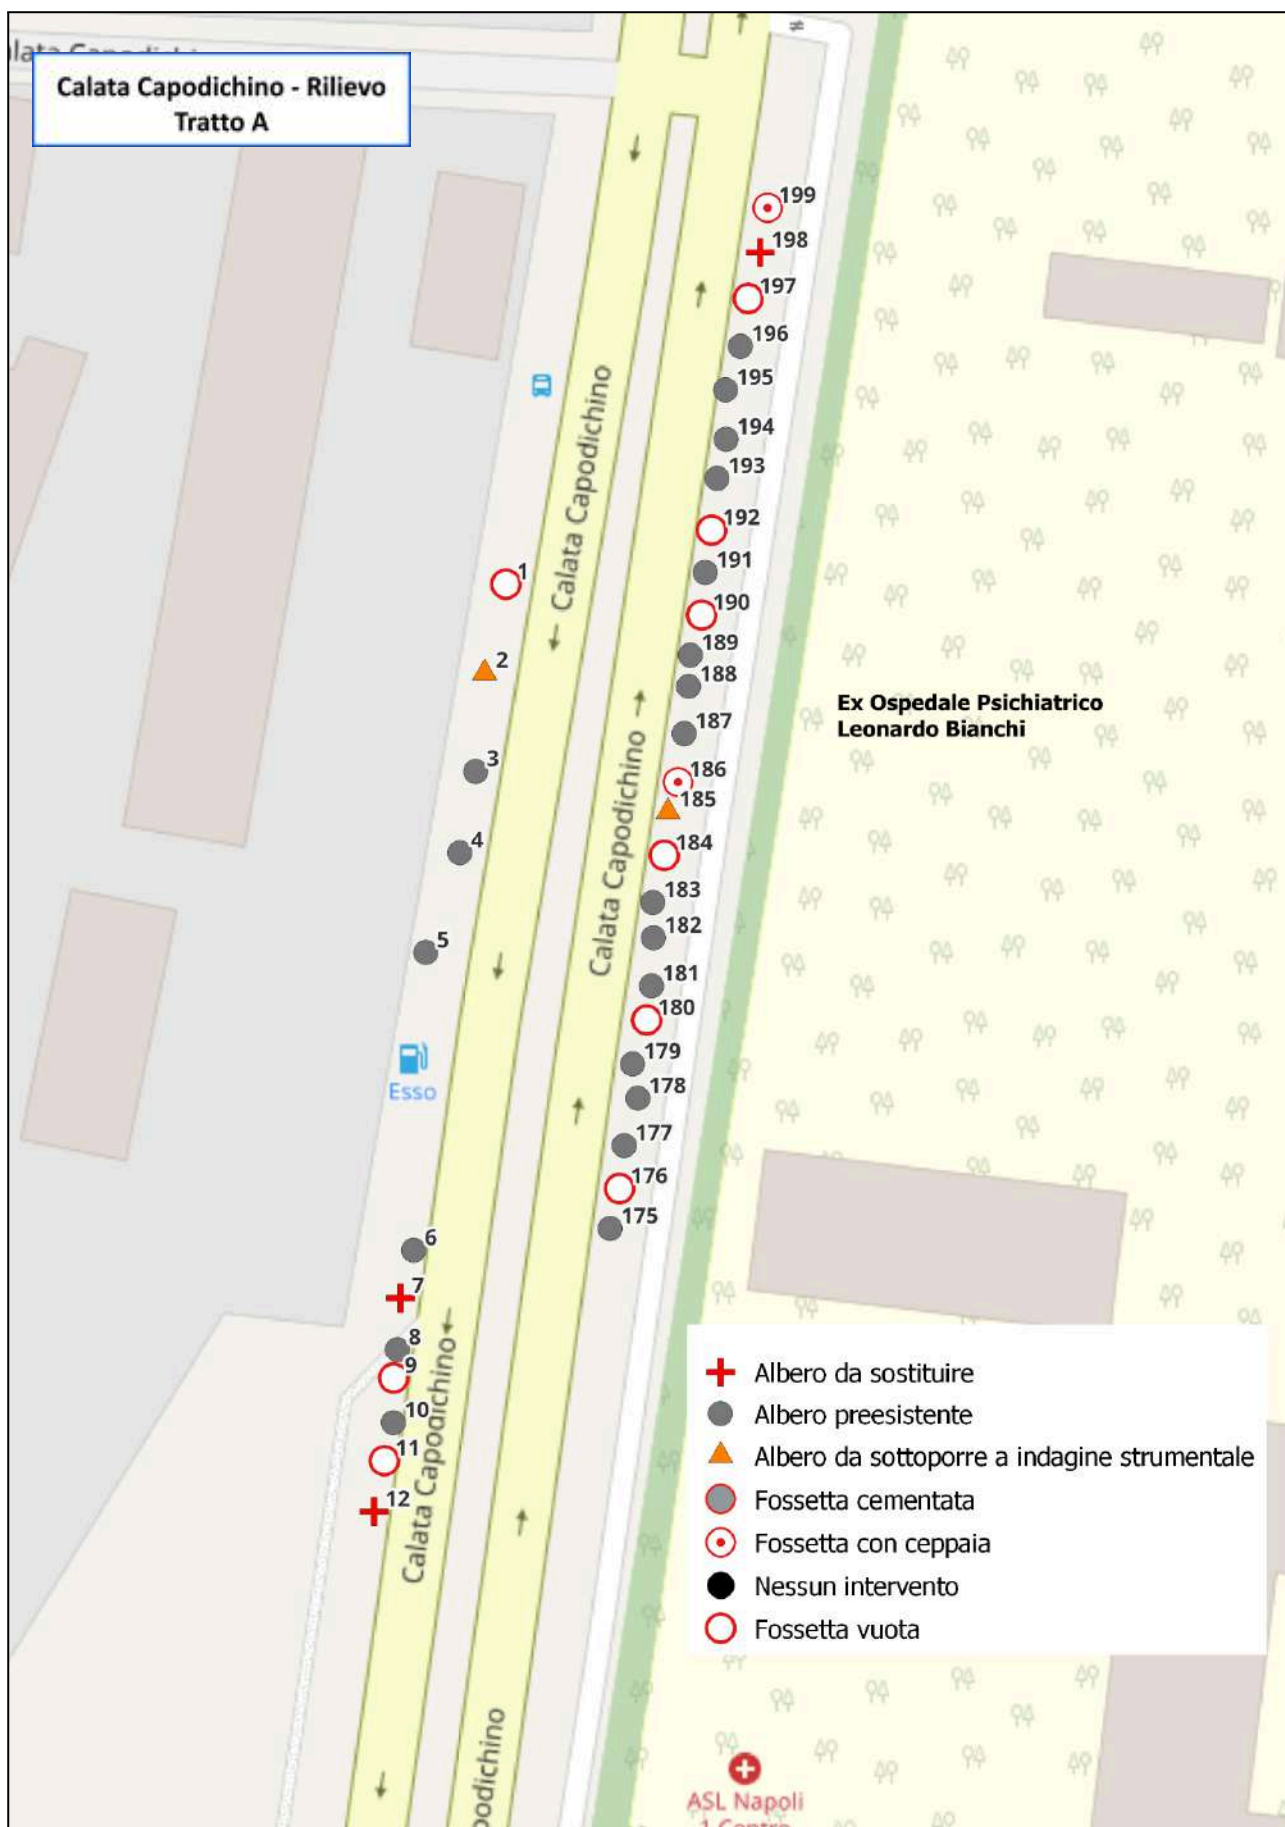 Calata Capodichino - Rilievo
Tratto A
199
198
197
196
195
194
193
192
191
190
189
188
187
186
185
184
183
182
181
180
179
178
177
176
175
1
2
3
4
5
6
7
8
9
10
11
12
Calata Capodichino
Calata Capodichino
Calata Capodichino
podichino
Esso
Ex Ospedale Psichiatrico
Leonardo Bianchi
Albero da sostituire
Albero preesistente
Albero da sottoporre a indagine strumentale
Fossetta cementata
Fossetta con ceppaia
Nessun intervento
Fossetta vuota
ASL Napoli
1 Centro